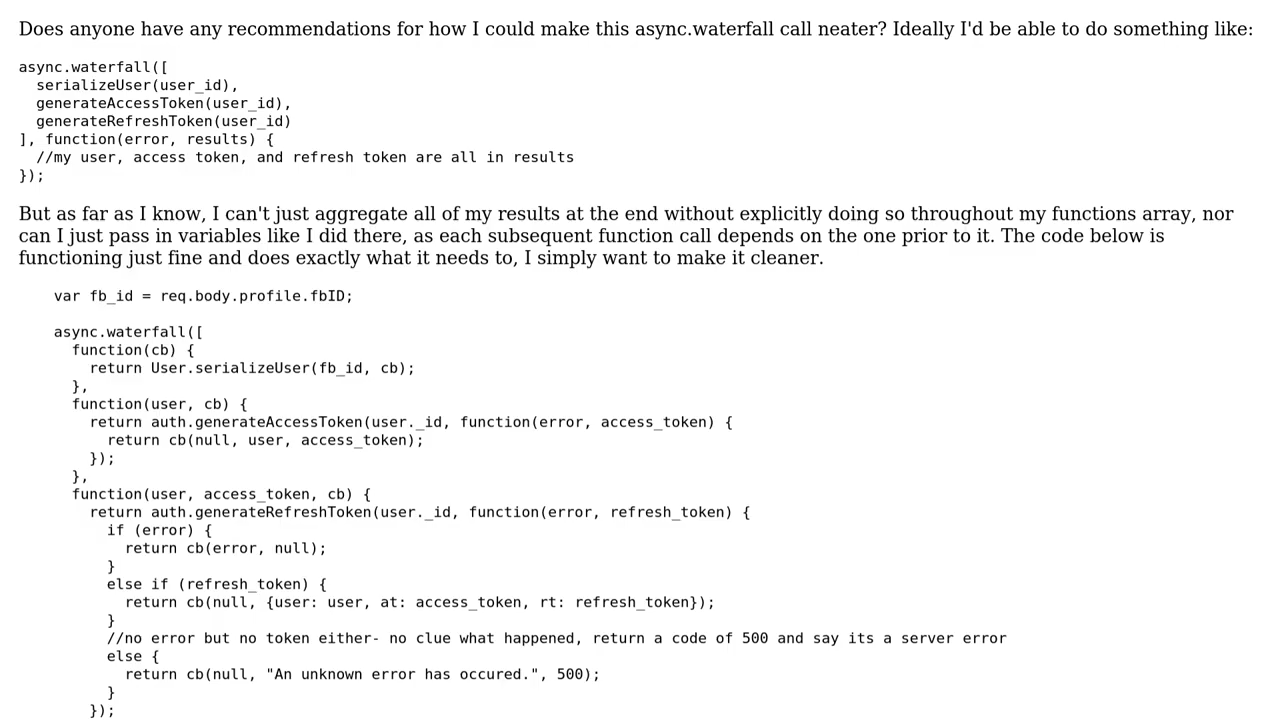 Does anyone have any recommendations for how I could make this async.waterfall call neater? Ideally I'd be able to do something like:
async.waterfall([
  serializeUser(user_id),
  generateAccessToken(user_id),
  generateRefreshToken(user_id)
], function(error, results) {
  //my user, access token, and refresh token are all in results
});
But as far as I know, I can't just aggregate all of my results at the end without explicitly doing so throughout my functions array, nor
can I just pass in variables like I did there, as each subsequent function call depends on the one prior to it. The code below is
functioning just fine and does exactly what it needs to, I simply want to make it cleaner.
    var fb_id = req.body.profile.fbID;
    async.waterfall([
      function(cb) {
        return User.serializeUser(fb_id, cb);
      },
      function(user, cb) {
        return auth.generateAccessToken(user._id, function(error, access_token) {
          return cb(null, user, access_token);
        });
      },
      function(user, access_token, cb) {
        return auth.generateRefreshToken(user._id, function(error, refresh_token) {
          if (error) {
            return cb(error, null);
          }
          else if (refresh_token) {
            return cb(null, {user: user, at: access_token, rt: refresh_token});
          }
          //no error but no token either- no clue what happened, return a code of 500 and say its a server error
          else {
            return cb(null, "An unknown error has occured.", 500);
          }
        });